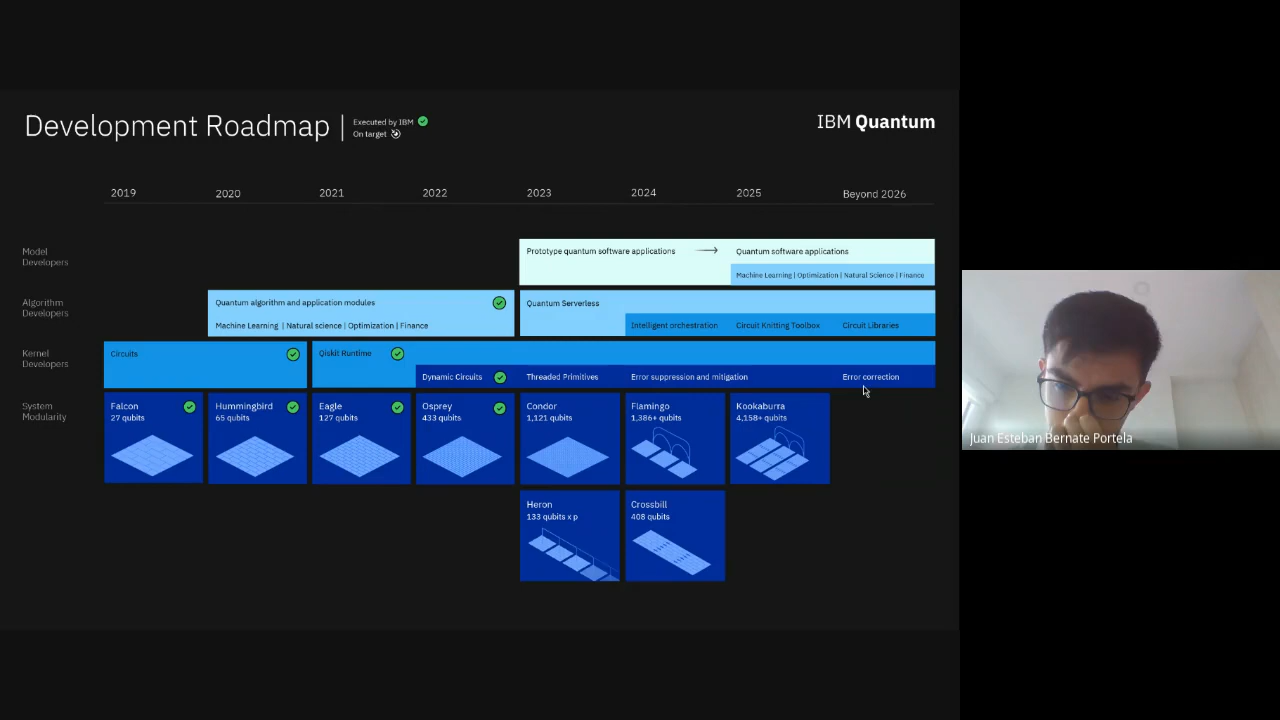 Development Roadmap
Executed by IBM
On target
IBM Quantum
2019 2020 2021 2022 2023 2024 2025 Beyond 2026
Model
Developers
Prototype quantum software applications
Quantum software applications
Machine Learning | Optimization | Natural Science | Finance
Algorithm
Developers
Quantum algorithm and application modules
Machine Learning | Natural science | Optimization | Finance
Quantum Serverless
Intelligent orchestration
Circuit Knitting Toolbox
Circuit Libraries
Kernel
Developers
Circuits
Qiskit Runtime
Dynamic Circuits
Threaded Primitives
Error suppression and mitigation
Error correction
System
Modularity
Falcon
27 qubits
Hummingbird
65 qubits
Eagle
127 qubits
Osprey
433 qubits
Condor
1,121 qubits
Flamingo
1,386+ qubits
Kookaburra
4,158+ qubits
Heron
133 qubits x p
Crossbill
408 qubits
Juan Esteban Bernate Portela